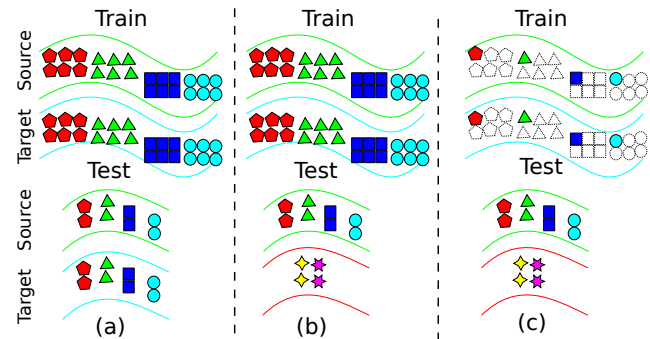 Train Train Train
Source
Target
Test Test Test
Source
Target
(a) (b) (c)